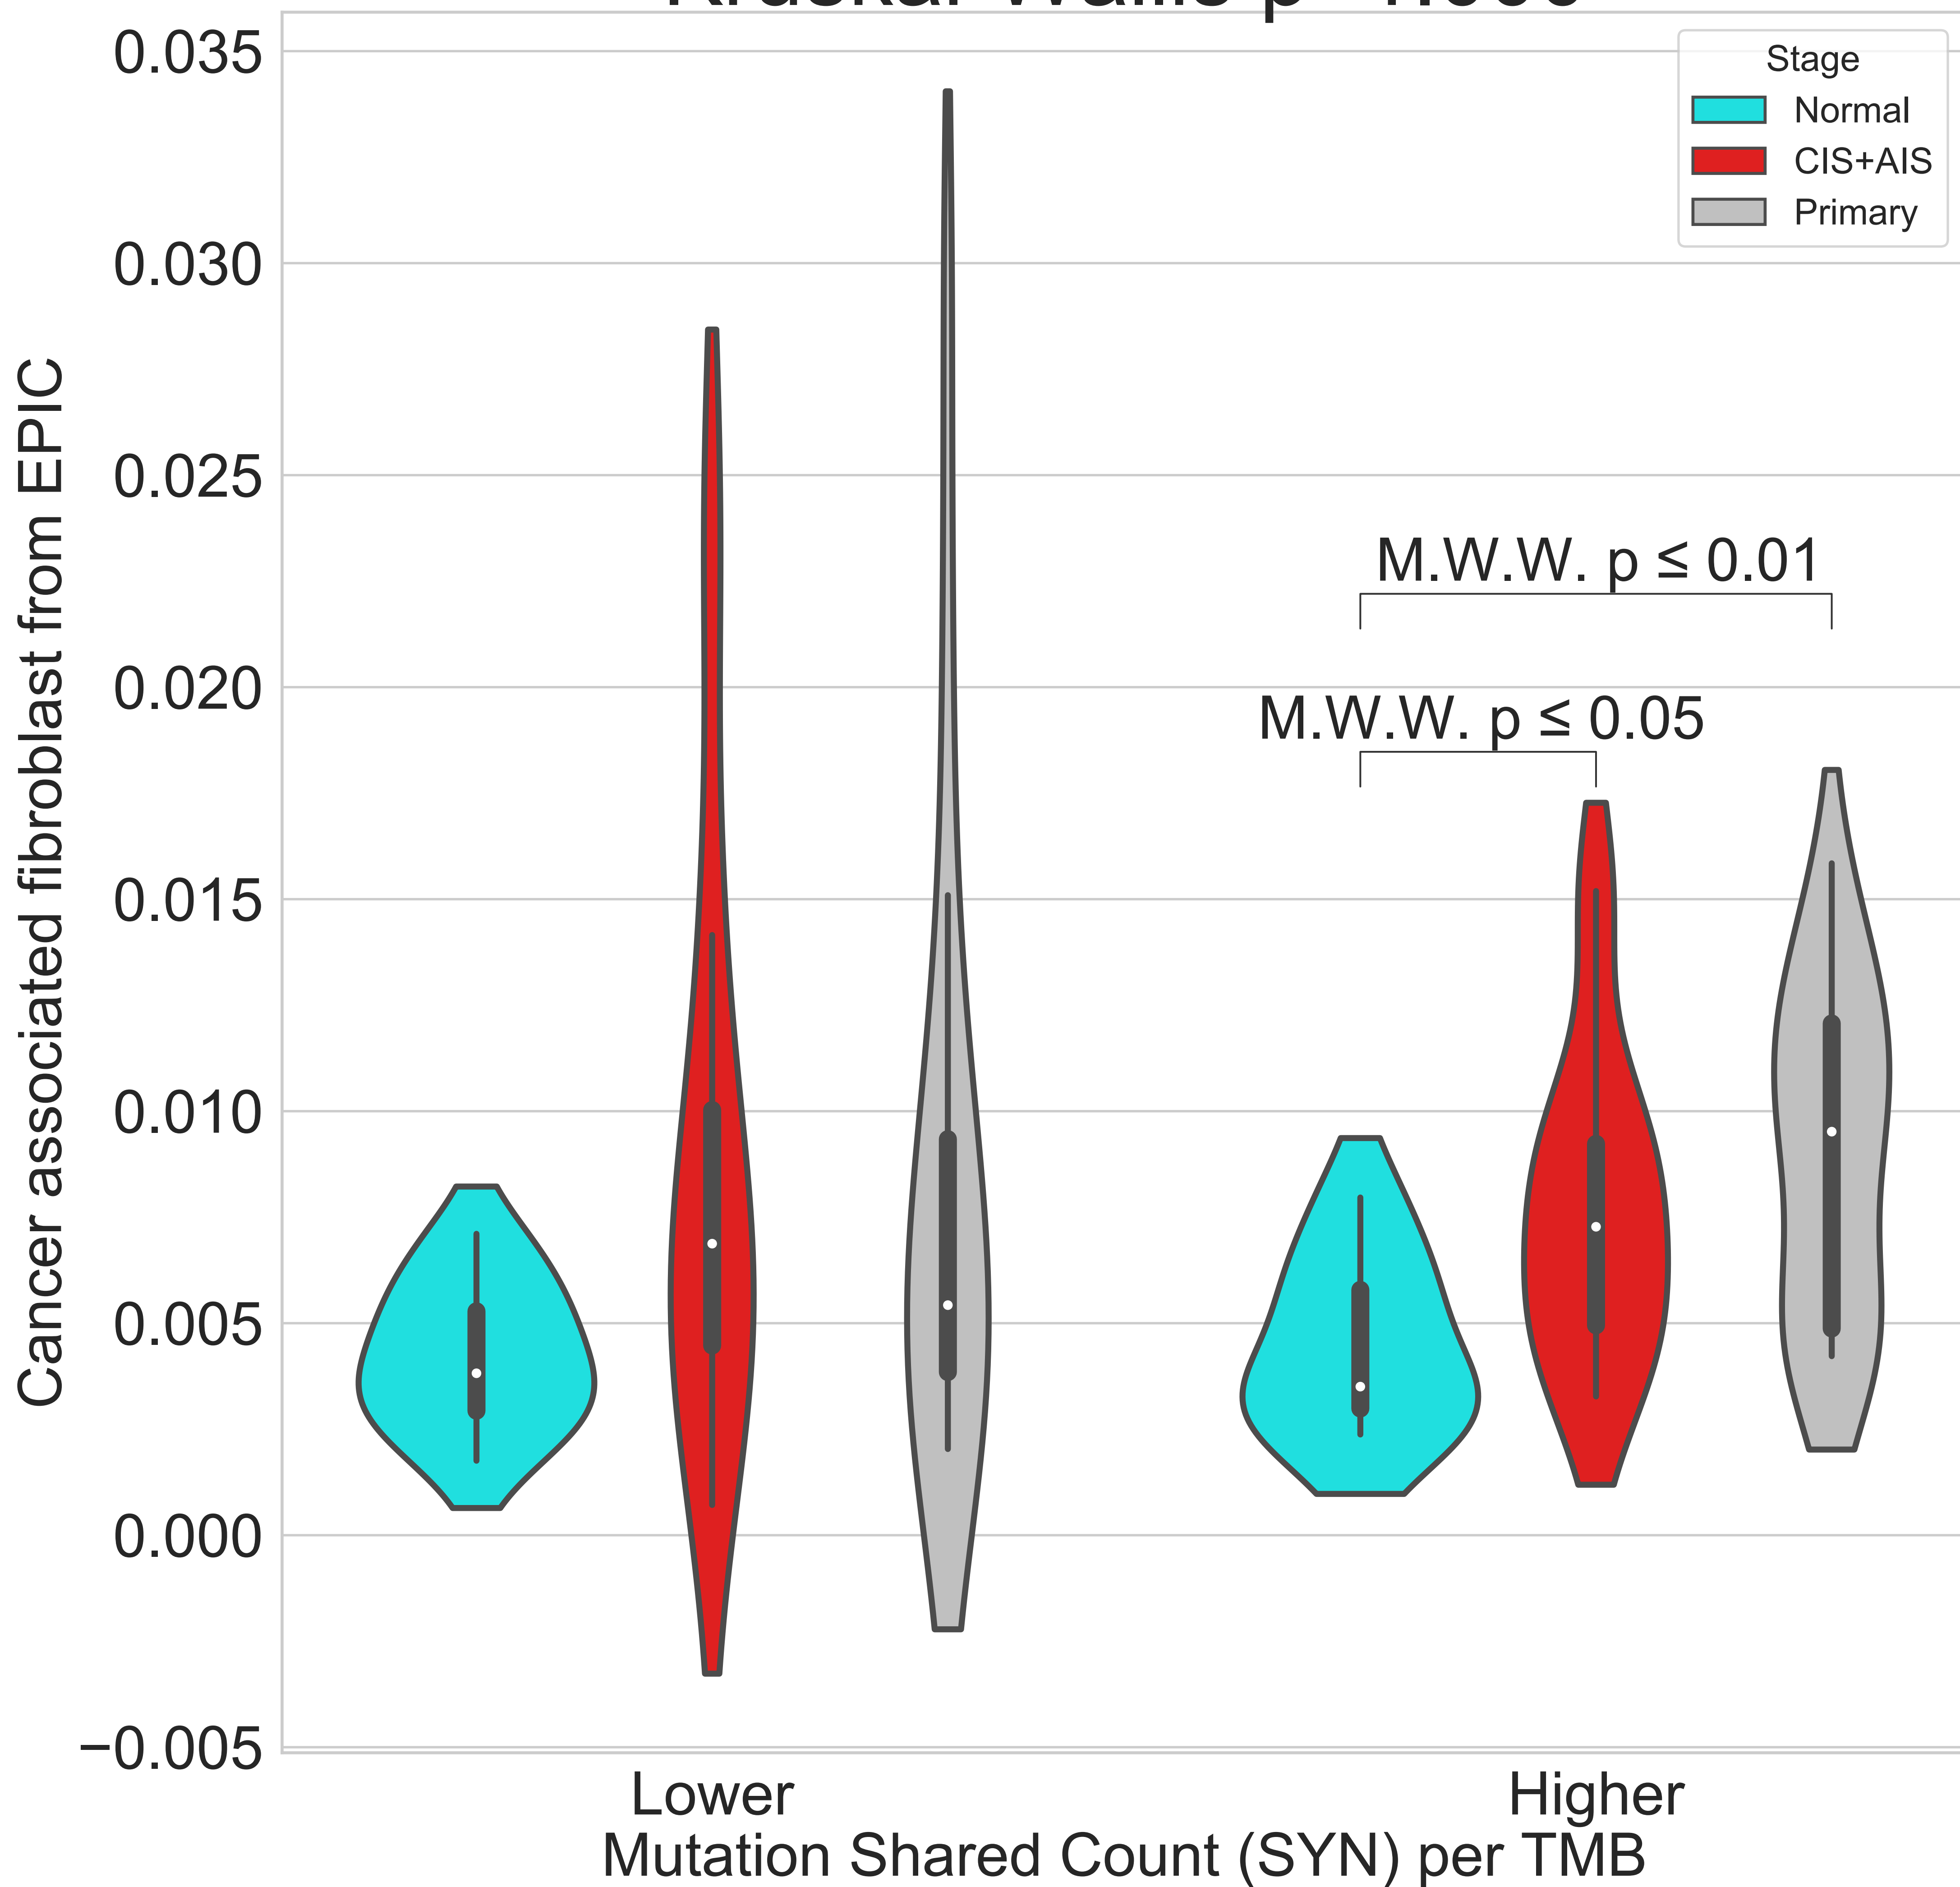 0.035
0.030
0.025
0.020
0.015
0.010
0.005
0.000
−0.005
Cancer associated fibroblast from EPIC
Stage
Normal
CIS+AIS
Primary
M.W.W. p ≤ 0.01
M.W.W. p ≤ 0.05
Lower
Higher
Mutation Shared Count (SYN) per TMB